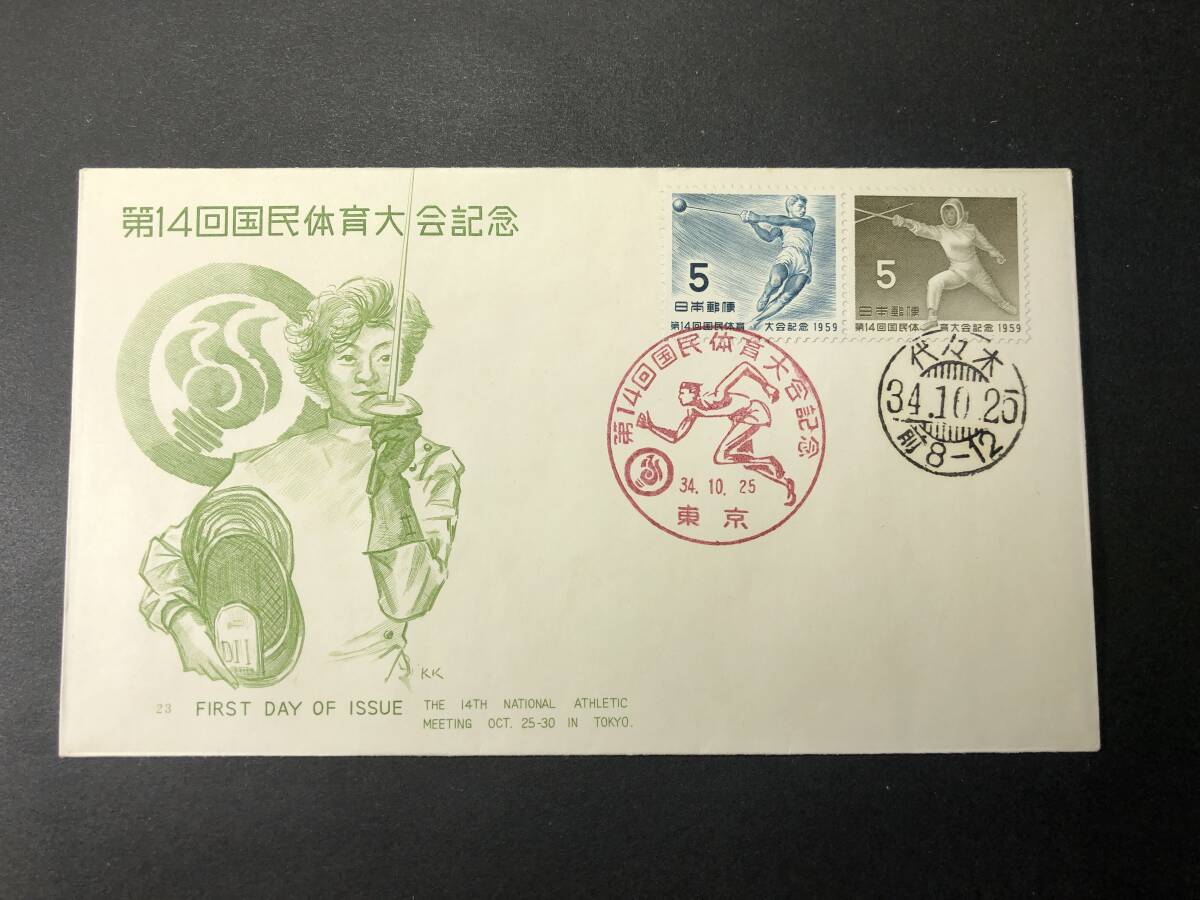 第14回国民体育大会記念
5
日本郵便
第14回国民体育大会記念 1959
5
日本郵便
第14回国民体育大会記念 1959
第14回国民体育大会記念
34.10.25
東京
代々木
34.10.25
前8-12
DII
KK
23 FIRST DAY OF ISSUE
THE 14TH NATIONAL ATHLETIC
MEETING OCT. 25-30 IN TOKYO.